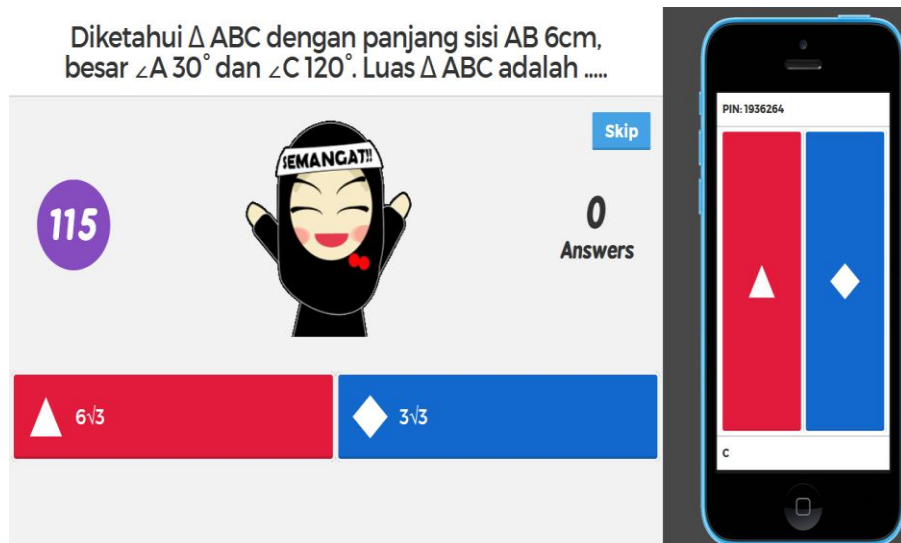 Diketahui Δ ABC dengan panjang sisi AB 6cm,
besar ∠A 30° dan ∠C 120°. Luas Δ ABC adalah .....
Skip
SEMANGAT!!
115
0
Answers
6√3
3√3
PIN: 1936264
C